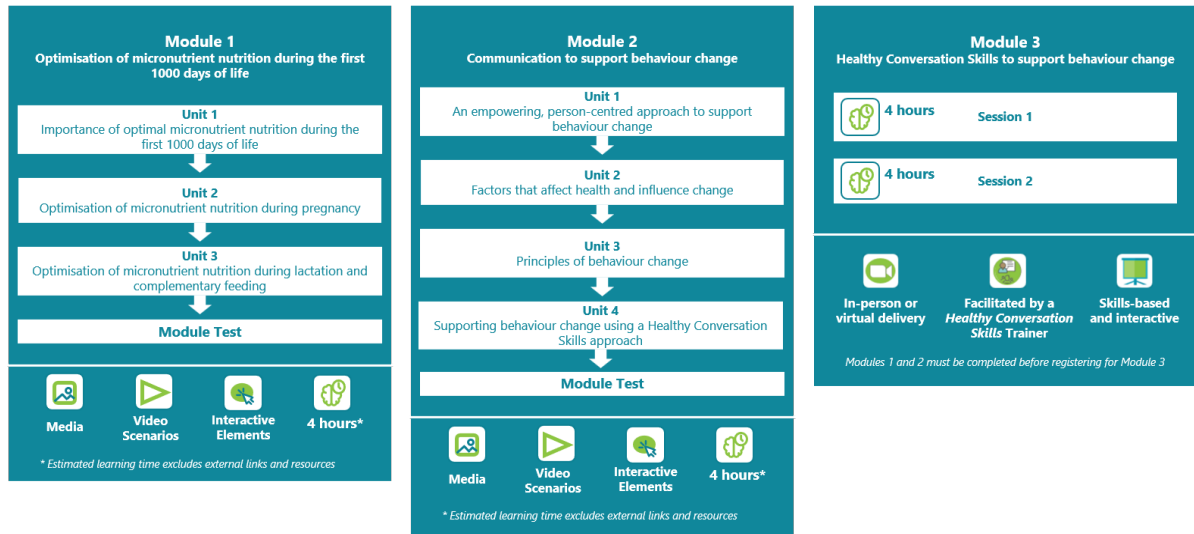 Module 1
Optimisation of micronutrient nutrition during the first
1000 days of life
Unit 1
Importance of optimal micronutrient nutrition during the
first 1000 days of life
Unit 2
Optimisation of micronutrient nutrition during pregnancy
Unit 3
Optimisation of micronutrient nutrition during lactation and
complementary feeding
Module Test
Media
Video
Scenarios
Interactive
Elements
4 hours*
* Estimated learning time excludes external links and resources
Module 2
Communication to support behaviour change
Unit 1
An empowering, person-centred approach to support
behaviour change
Unit 2
Factors that affect health and influence change
Unit 3
Principles of behaviour change
Unit 4
Supporting behaviour change using a Healthy Conversation
Skills approach
Module Test
Media
Video
Scenarios
Interactive
Elements
4 hours*
* Estimated learning time excludes external links and resources
Module 3
Healthy Conversation Skills to support behaviour change
4 hours
Session 1
4 hours
Session 2
In-person or
virtual delivery
Facilitated by a
Healthy Conversation
Skills Trainer
Skills-based
and interactive
Modules 1 and 2 must be completed before registering for Module 3